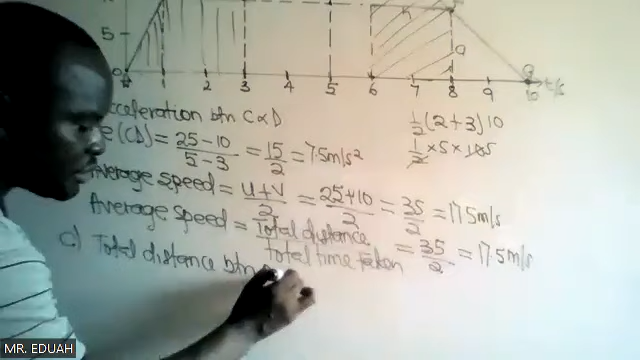 5
0
1 2 3 4 5 6 7 8 9 10 t/s
cceleration btn C & D
½(2+3)10
e(CD) = 25-10/5-3 = 15/2 = 7.5m/s²
½ × 5 × 10 5
Average speed = u+v/2 = 25+10/2 = 35/2 = 17.5m/s
Average speed = Total distance/Total time taken = 35/2 = 17.5m/s
c) Total distance btn
MR. EDUAH